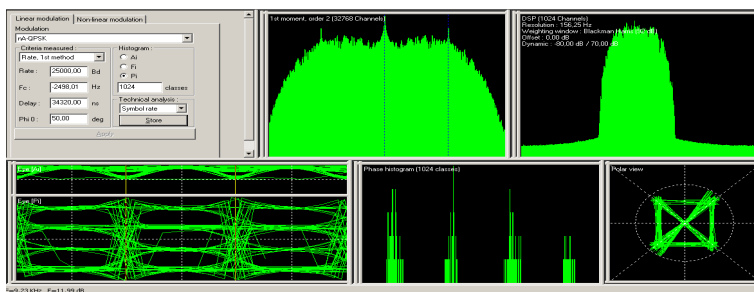 Linear modulation Non-linear modulation
Modulation
nA-QPSK
Criteria measured :
Rate, 1st method
Rate : 25000,00 Bd
Fc : -2498,01 Hz
Delay : 34320,00 ns
Phi 0 : 50,00 deg
Histogram :
Ai
Fi
Pi
1024 classes
Technical analysis :
Symbol rate
Store
Apply
1st moment, order 2 (32768 Channels)
DSP (1024 Channels)
Resolution : 156.25 Hz
Weighting window : Blackman
Offset : 0.00 dB
Dynamic : -80.00 dB / 70.00 dB
Eye [Pi]
Phase histogram (1024 classes)
Polar view